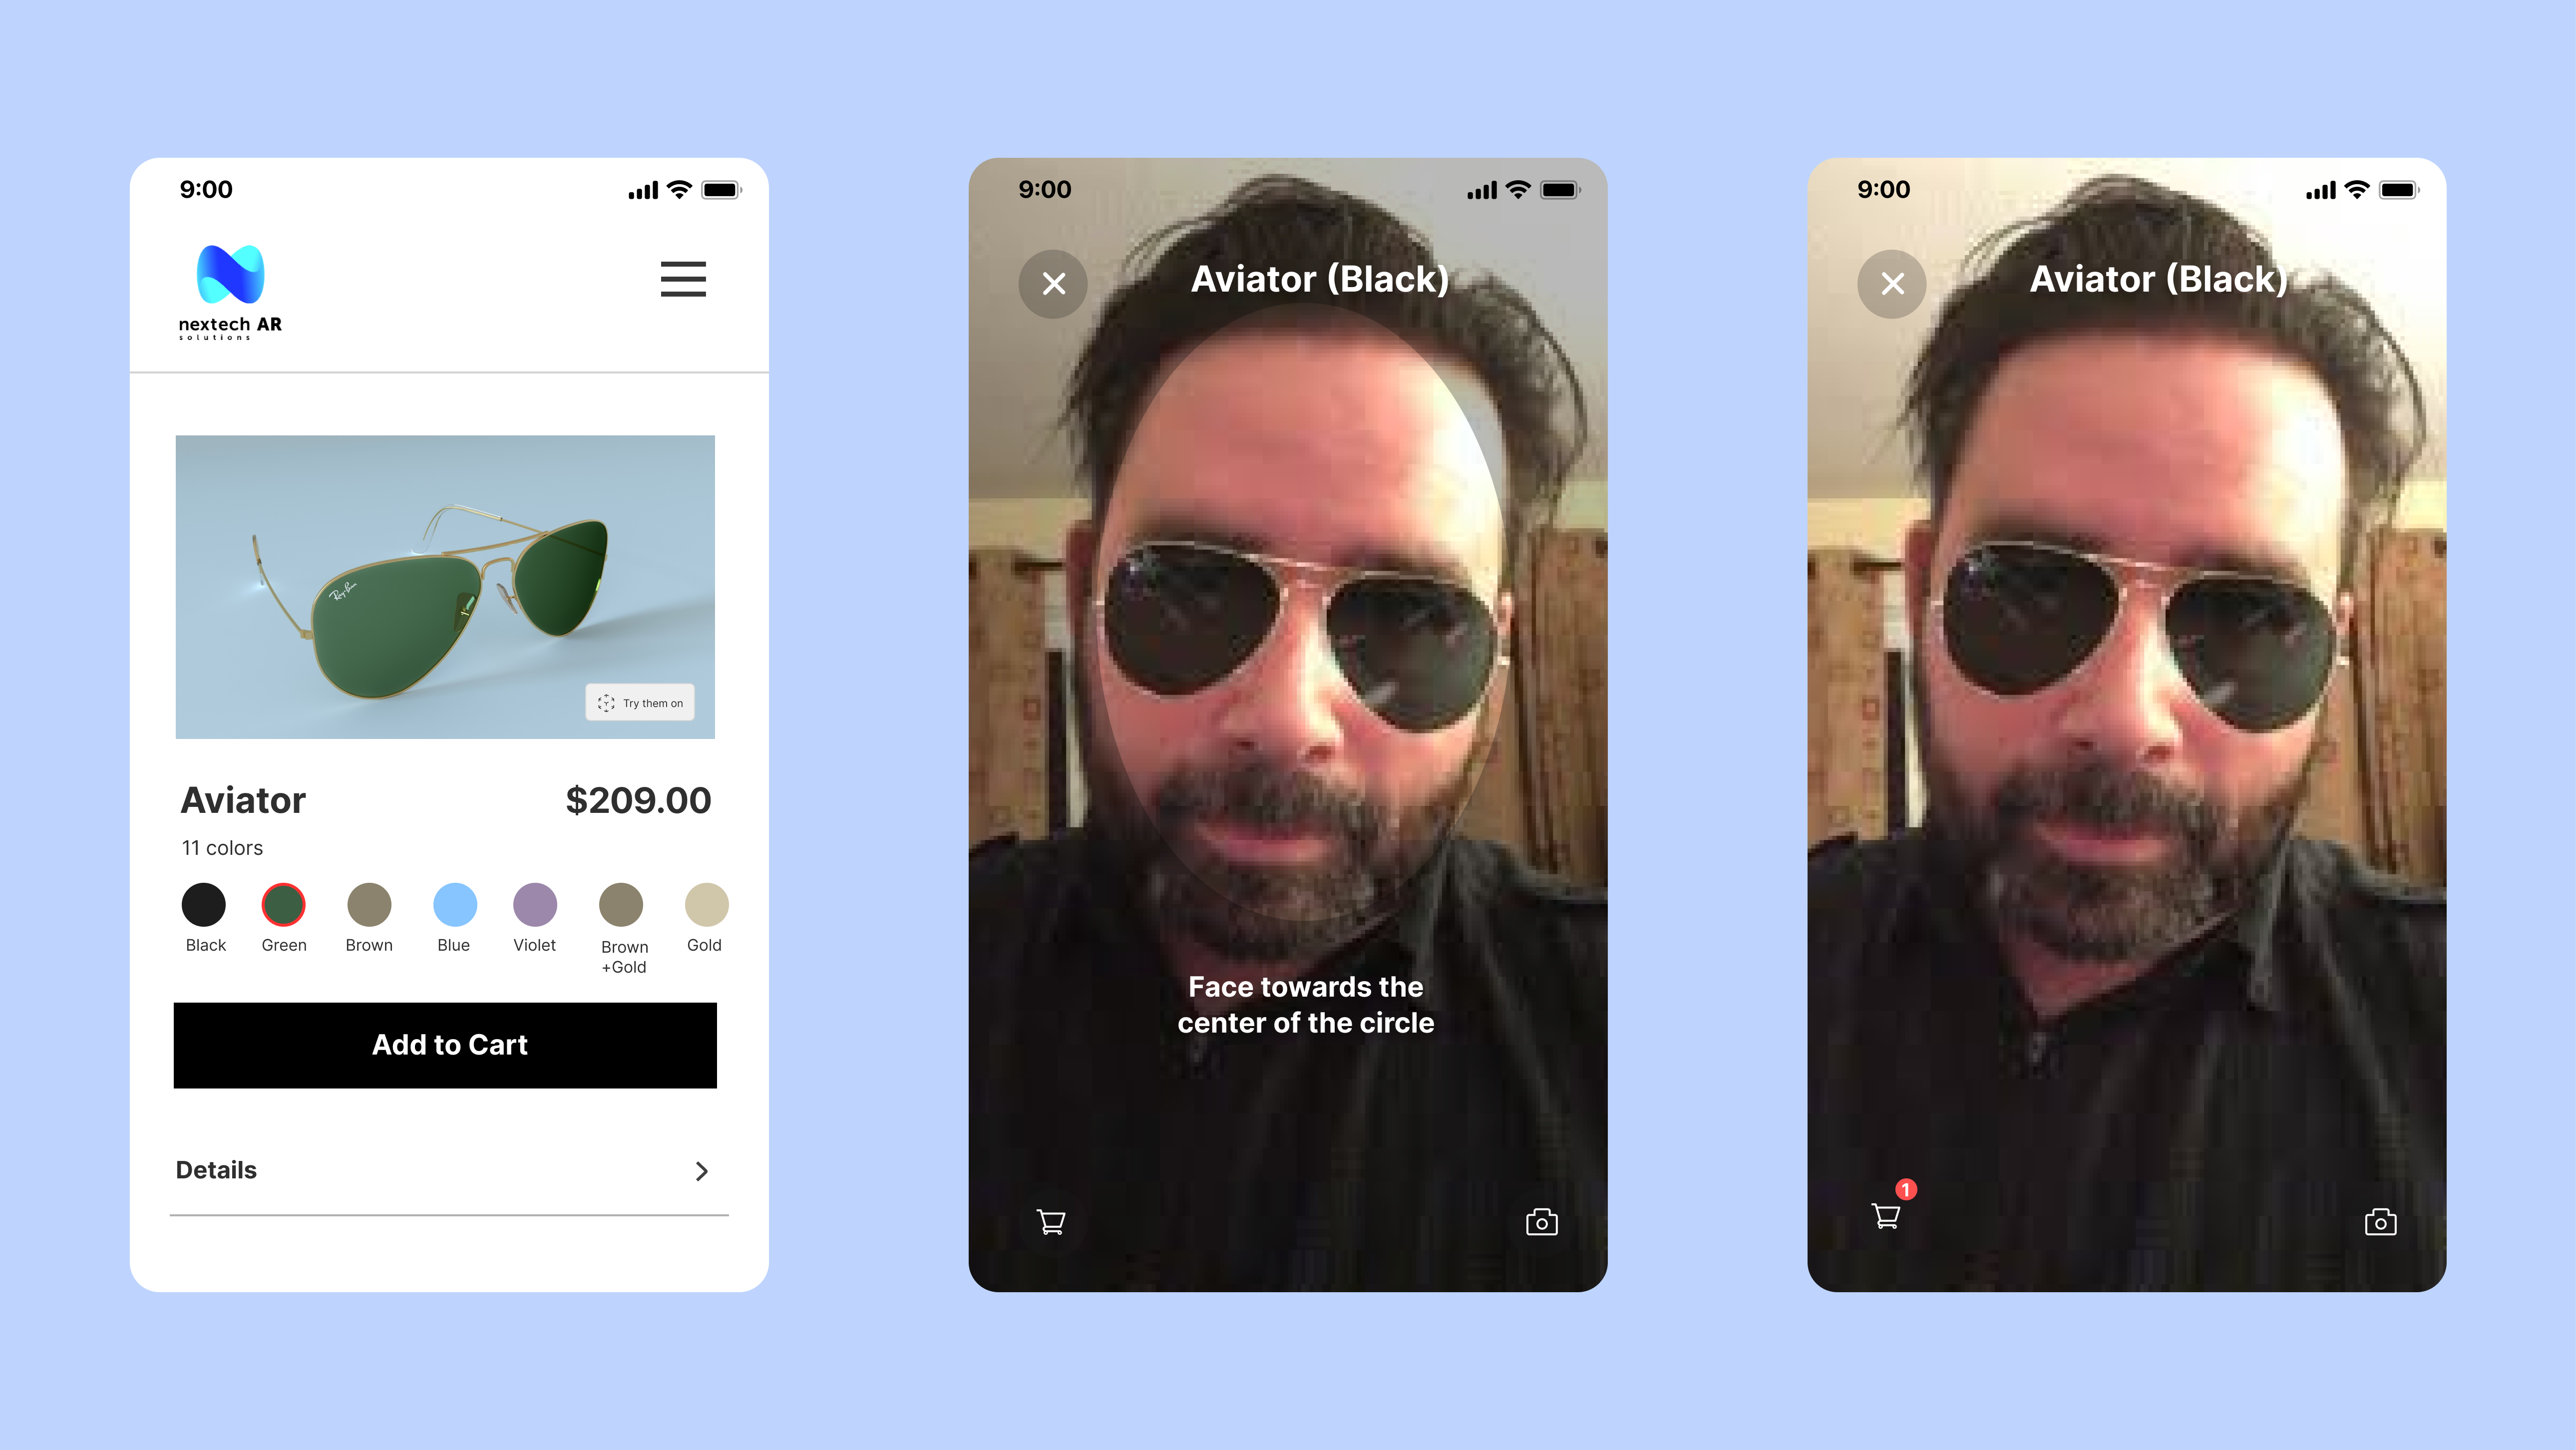 9:00
nextech AR
solutions
Ray-Ban
Try them on
Aviator
$209.00
11 colors
Black
Green
Brown
Blue
Violet
Brown
+Gold
Gold
Add to Cart
Details
9:00
Aviator (Black)
Face towards the
center of the circle
9:00
Aviator (Black)
1